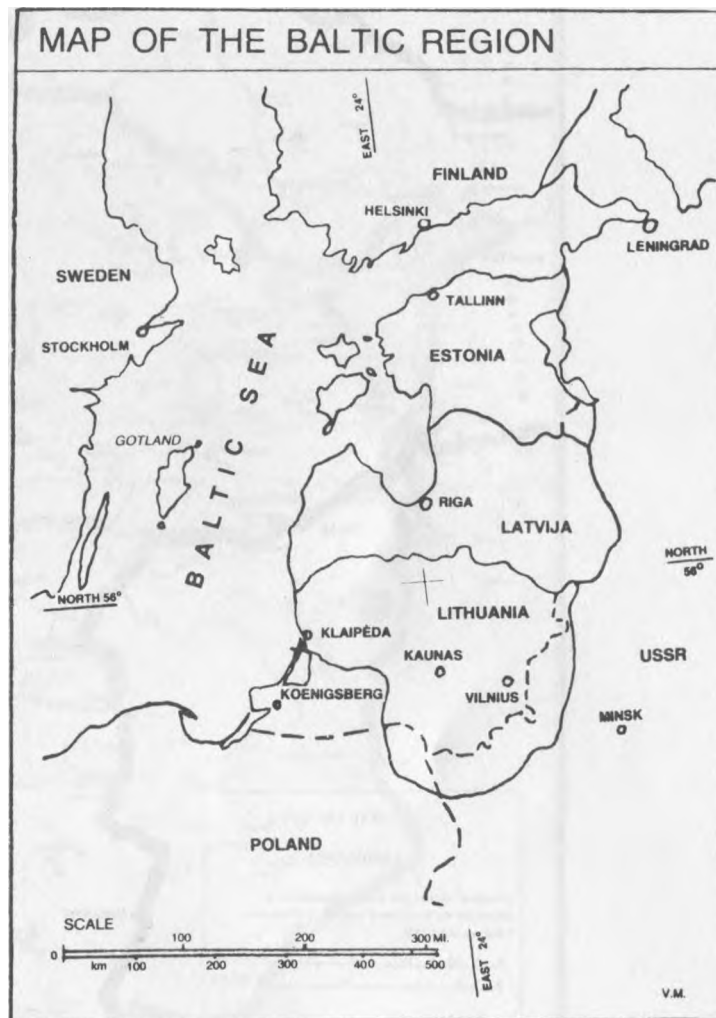 MAP OF THE BALTIC REGION
EAST 24°
FINLAND
HELSINKI
LENINGRAD
SWEDEN
TALLINN
STOCKHOLM
ESTONIA
BALTIC SEA
GOTLAND
RIGA
LATVIJA
NORTH 56°
NORTH 56°
LITHUANIA
KLAIPĖDA
KAUNAS
USSR
KOENIGSBERG
VILNIUS
MINSK
POLAND
SCALE
100 200 300 MI.
0
km 100 200 300 400 500
EAST 24°
V.M.